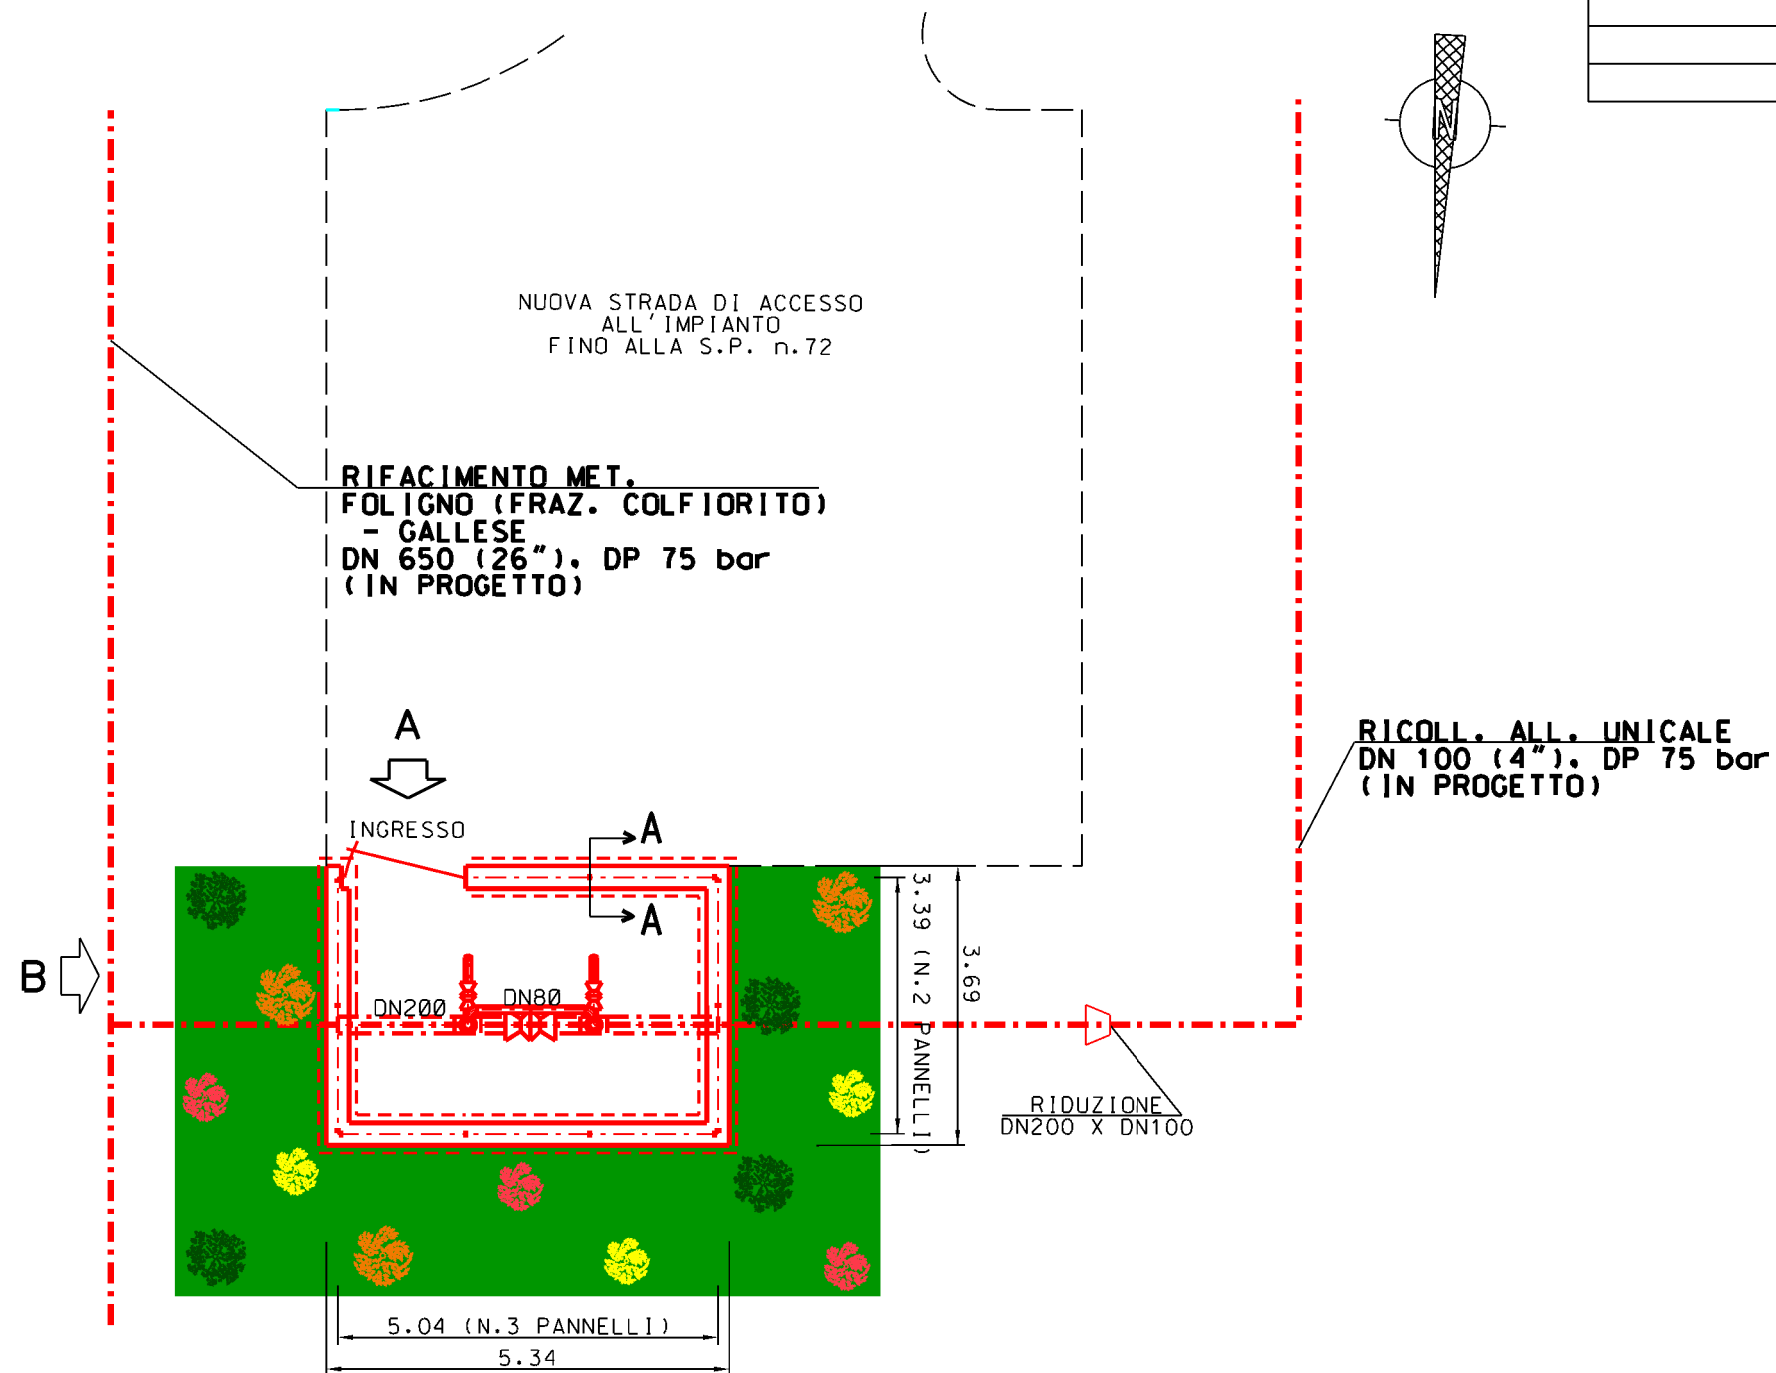 N
NUOVA STRADA DI ACCESSO
ALL'IMPIANTO
FINO ALLA S.P. n.72
RIFACIMENTO MET.
FOLIGNO (FRAZ. COLFIORITO)
- GALLESE
DN 650 (26"), DP 75 bar
(IN PROGETTO)
RICOLL. ALL. UNICALE
DN 100 (4"), DP 75 bar
(IN PROGETTO)
A
INGRESSO
A
A
B
DN200
DN80
3.39 (N.2 PANNELLI)
3.69
RIDUZIONE
DN200 X DN100
5.04 (N.3 PANNELLI)
5.34